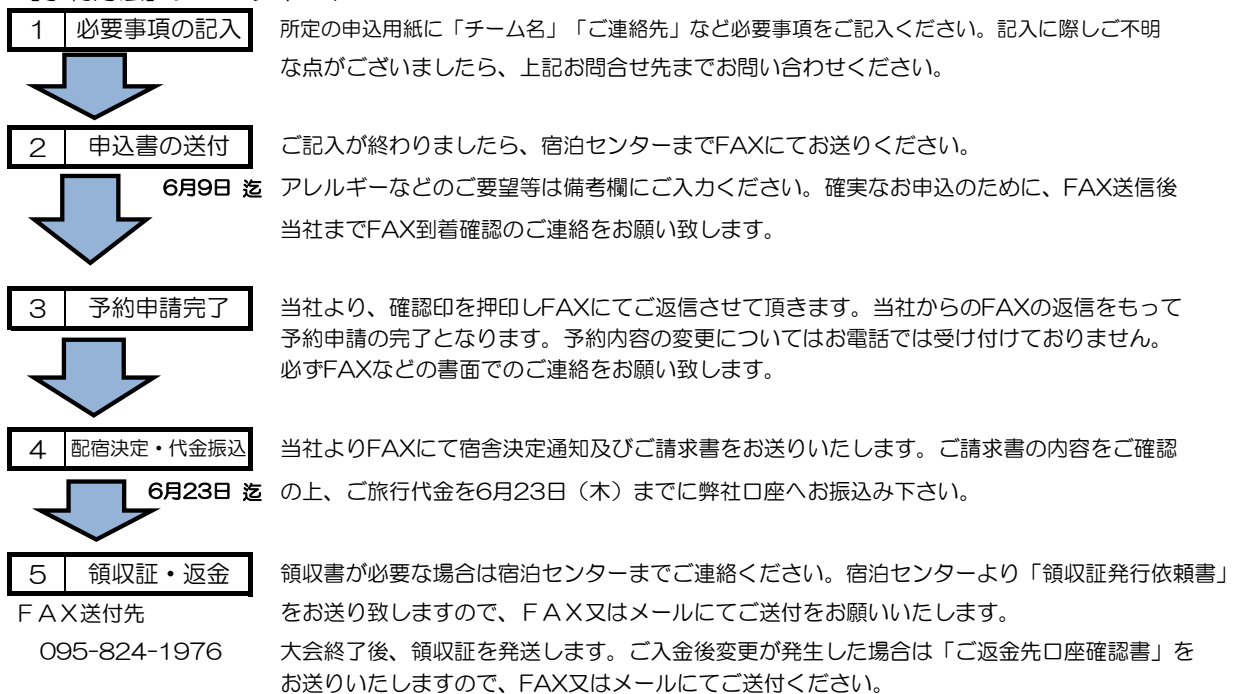 1 必要事項の記入 所定の申込用紙に「チーム名」「ご連絡先」など必要事項をご記入ください。記入に際しご不明
な点がございましたら、上記お問合せ先までお問い合わせください。
2 申込書の送付 ご記入が終わりましたら、宿泊センターまでFAXにてお送りください。
6月9日 迄 アレルギーなどのご要望等は備考欄にご入力ください。確実なお申込のために、FAX送信後
当社までFAX到着確認のご連絡をお願い致します。
3 予約申請完了 当社より、確認印を押印しFAXにてご返信させて頂きます。当社からのFAXの返信をもって
予約申請の完了となります。予約内容の変更についてはお電話では受け付けておりません。
必ずFAXなどの書面でのご連絡をお願い致します。
4 配宿決定・代金振込 当社よりFAXにて宿舎決定通知及びご請求書をお送りいたします。ご請求書の内容をご確認
6月23日 迄 の上、ご旅行代金を6月23日（木）までに弊社口座へお振込み下さい。
5 領収証・返金 領収書が必要な場合は宿泊センターまでご連絡ください。宿泊センターより「領収証発行依頼書」
ＦＡＸ送付先 をお送り致しますので、ＦＡＸ又はメールにてご送付をお願いいたします。
095-824-1976 大会終了後、領収証を発送します。ご入金後変更が発生した場合は「ご返金先口座確認書」を
お送りいたしますので、FAX又はメールにてご送付ください。